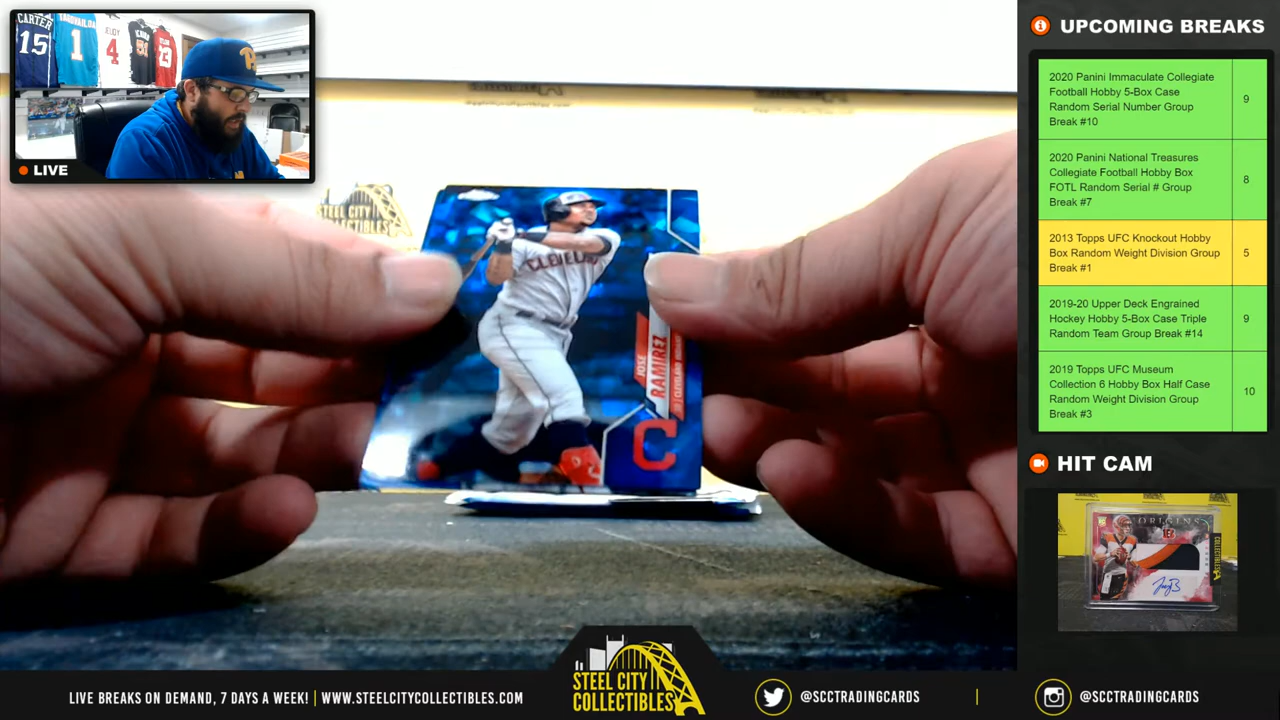 CARTER
15
1
4
LIVE
STEEL CITY
COLLECTIBLES
CLEVELAND
JOSE
RAMIREZ
C
UPCOMING BREAKS
2020 Panini Immaculate Collegiate
Football Hobby 5-Box Case
Random Serial Number Group
Break #10
9
2020 Panini National Treasures
Collegiate Football Hobby Box
FOTL Random Serial # Group
Break #7
8
2013 Topps UFC Knockout Hobby
Box Random Weight Division Group
Break #1
5
2019-20 Upper Deck Engrained
Hockey Hobby 5-Box Case Triple
Random Team Group Break #14
9
2019 Topps UFC Museum
Collection 6 Hobby Box Half Case
Random Weight Division Group
Break #3
10
HIT CAM
ORIGINS
LIVE BREAKS ON DEMAND, 7 DAYS A WEEK! | WWW.STEELCITYCOLLECTIBLES.COM
STEEL CITY
COLLECTIBLES
@SCCTRADINGCARDS
@SCCTRADINGCARDS